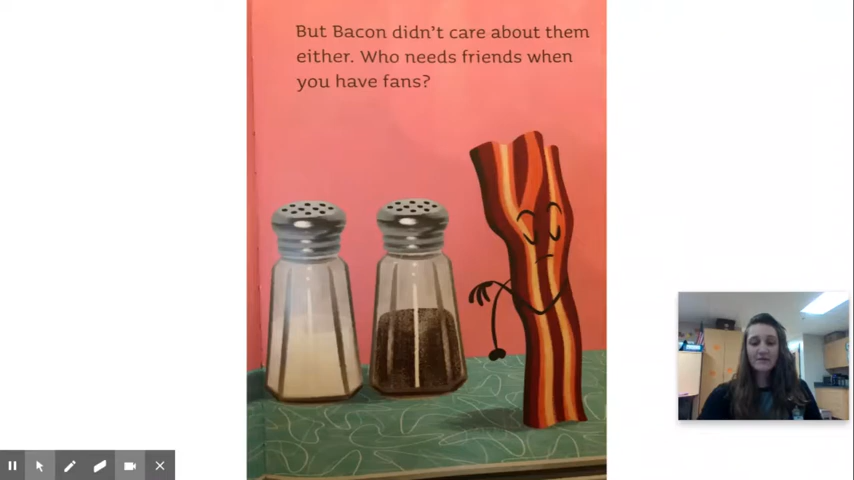 But Bacon didn't care about them
either. Who needs friends when
you have fans?